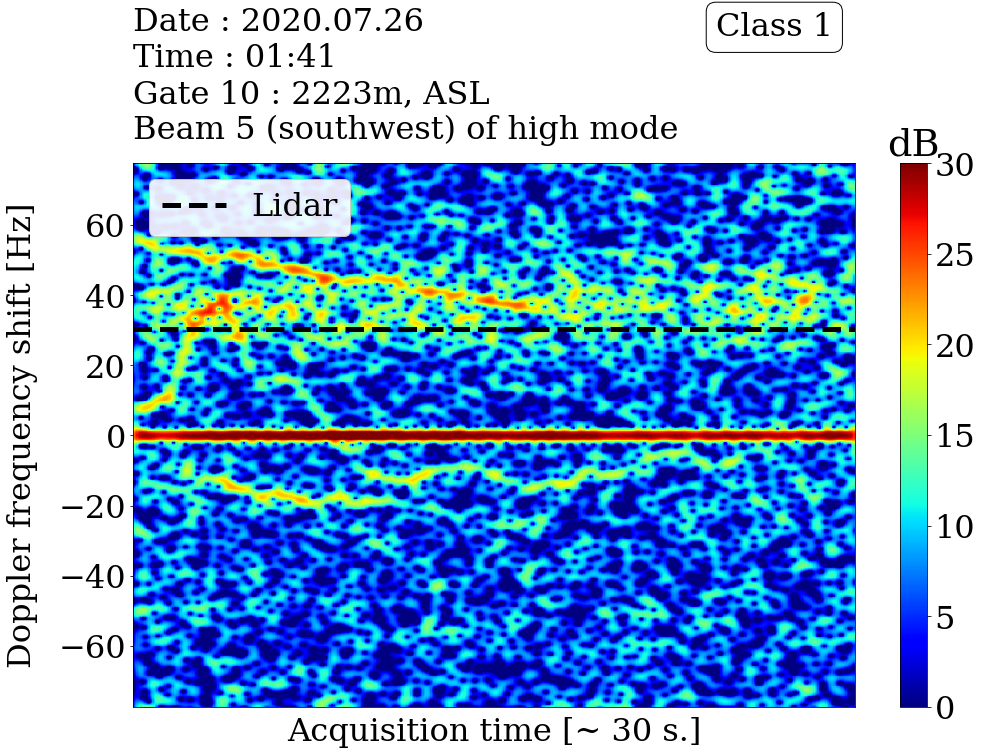 Date : 2020.07.26
Time : 01:41
Gate 10 : 2223m, ASL
Beam 5 (southwest) of high mode
Class 1
dB
Lidar
Doppler frequency shift [Hz]
60
40
20
0
−20
−40
−60
Acquisition time [~ 30 s.]
30
25
20
15
10
5
0